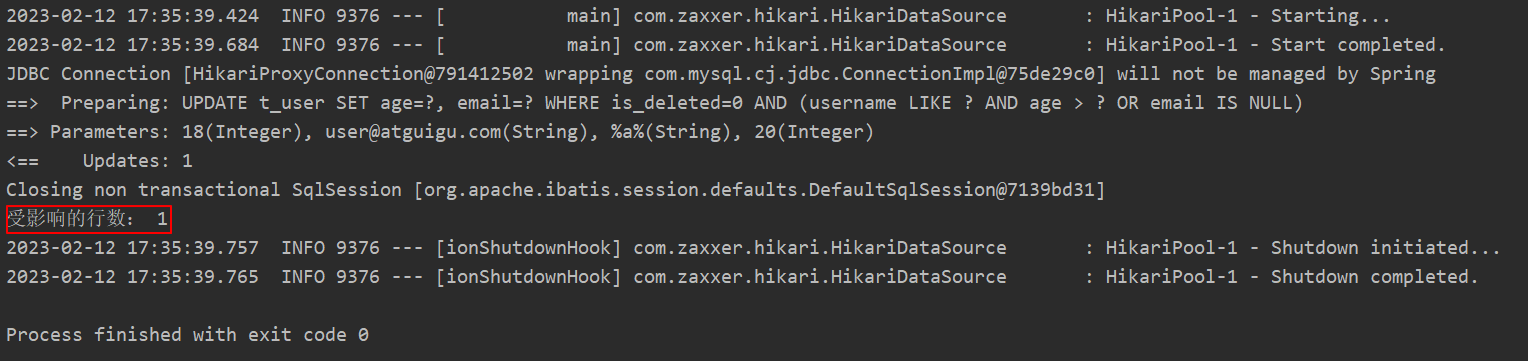 2023-02-12 17:35:39.424  INFO 9376 --- [           main] com.zaxxer.hikari.HikariDataSource       : HikariPool-1 - Starting...
2023-02-12 17:35:39.684  INFO 9376 --- [           main] com.zaxxer.hikari.HikariDataSource       : HikariPool-1 - Start completed.
JDBC Connection [HikariProxyConnection@791412502 wrapping com.mysql.cj.jdbc.ConnectionImpl@75de29c0] will not be managed by Spring
==>  Preparing: UPDATE t_user SET age=?, email=? WHERE is_deleted=0 AND (username LIKE ? AND age > ? OR email IS NULL)
==> Parameters: 18(Integer), user@atguigu.com(String), %a%(String), 20(Integer)
<==    Updates: 1
Closing non transactional SqlSession [org.apache.ibatis.session.defaults.DefaultSqlSession@7139bd31]
受影响的行数： 1
2023-02-12 17:35:39.757  INFO 9376 --- [ionShutdownHook] com.zaxxer.hikari.HikariDataSource       : HikariPool-1 - Shutdown initiated...
2023-02-12 17:35:39.765  INFO 9376 --- [ionShutdownHook] com.zaxxer.hikari.HikariDataSource       : HikariPool-1 - Shutdown completed.
Process finished with exit code 0